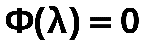 Φ(λ) = 0